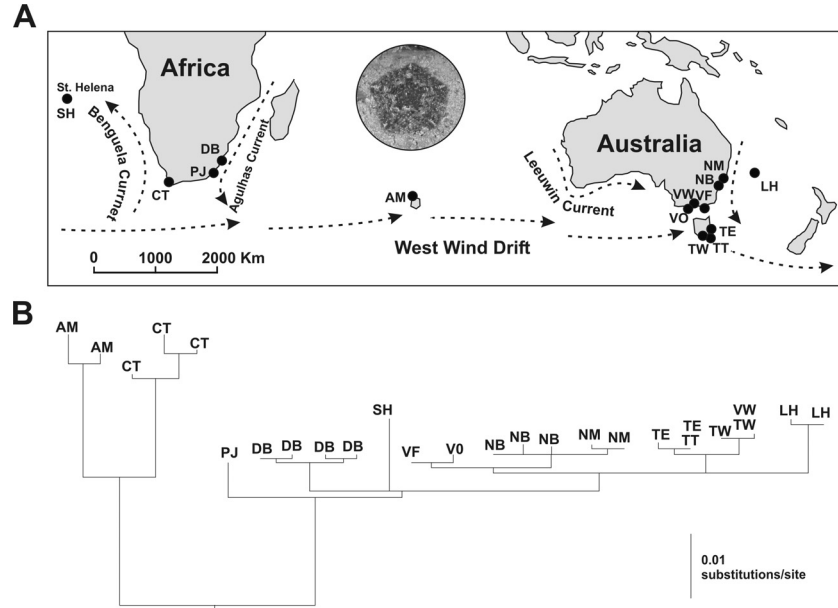 A
Africa
Australia
St. Helena
SH
Benguela Currnet
CT
PJ
DB
Agulhas Current
AM
West Wind Drift
Leeuwin Current
NM
NB
VW VF
VO
LH
TE
TW TT
0 1000 2000 Km
B
AM
AM
CT
CT
CT
PJ
DB
DB
DB
DB
SH
VF
V0
NB
NB
NB
NM
NM
TE
TE
TT
TW
VW
TW
LH
LH
0.01
substitutions/site